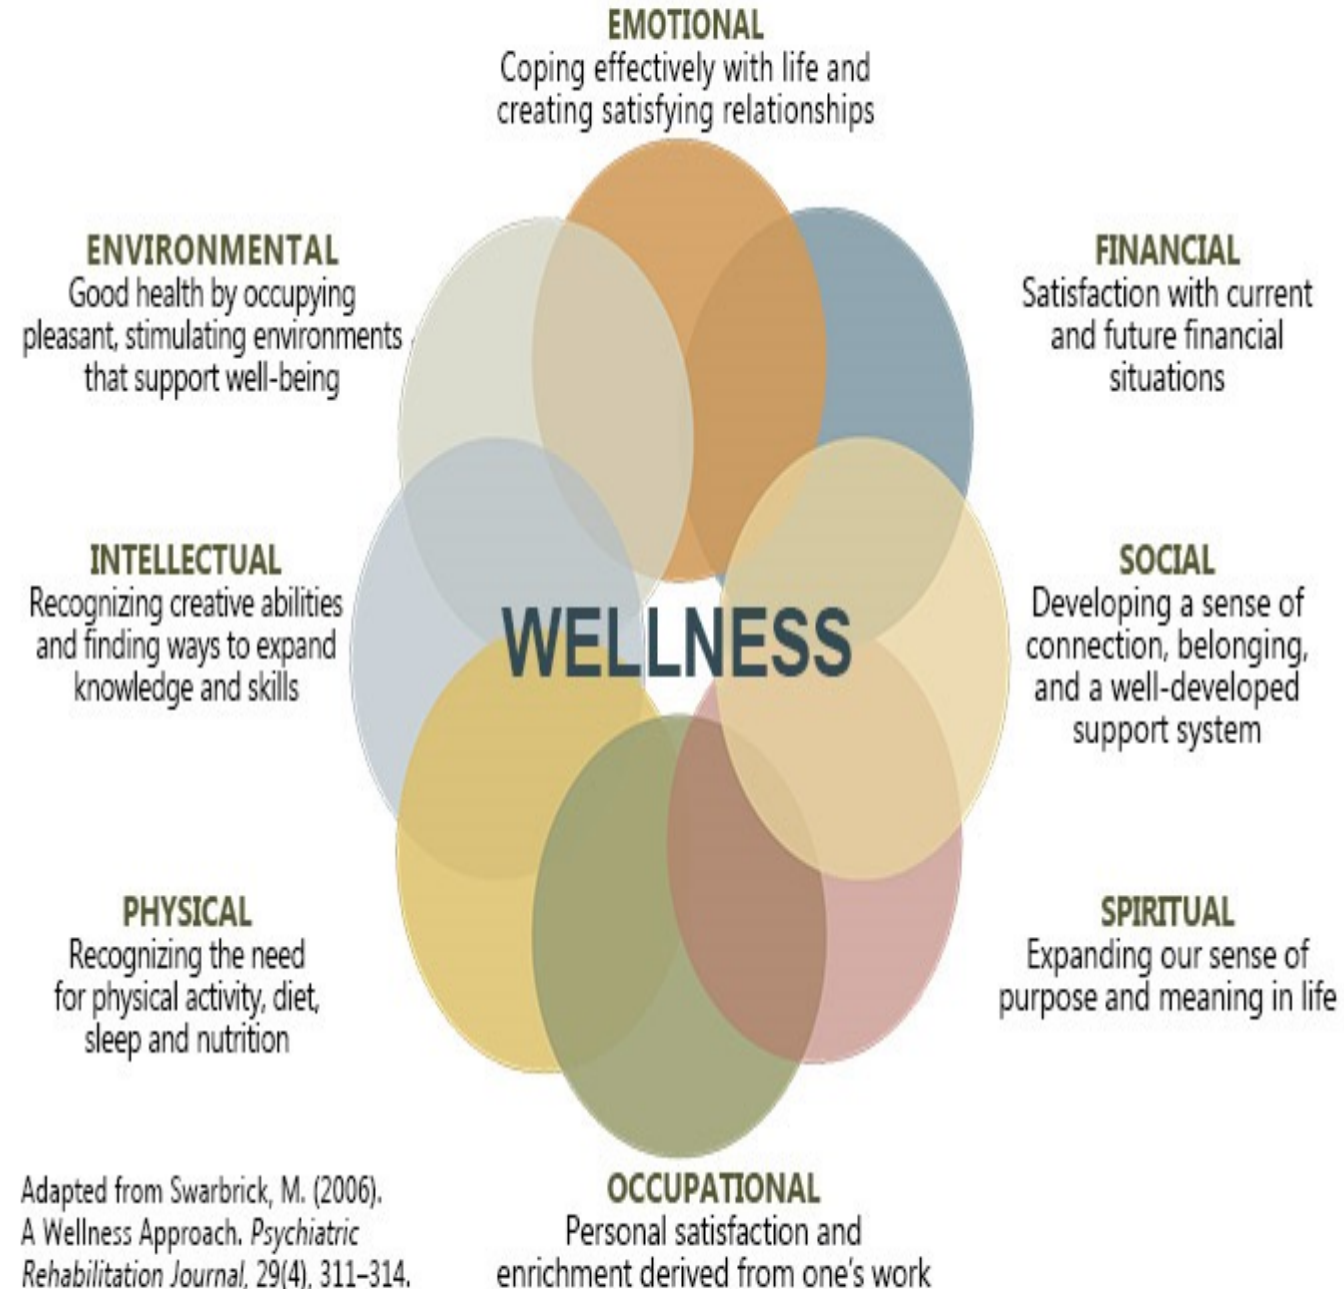 EMOTIONAL
Coping effectively with life and
creating satisfying relationships
ENVIRONMENTAL
Good health by occupying
pleasant, stimulating environments
that support well-being
FINANCIAL
Satisfaction with current
and future financial
situations
INTELLECTUAL
Recognizing creative abilities
and finding ways to expand
knowledge and skills
WELLNESS
SOCIAL
Developing a sense of
connection, belonging,
and a well-developed
support system
PHYSICAL
Recognizing the need
for physical activity, diet,
sleep and nutrition
SPIRITUAL
Expanding our sense of
purpose and meaning in life
OCCUPATIONAL
Personal satisfaction and
enrichment derived from one's work
Adapted from Swarbrick, M. (2006).
A Wellness Approach. Psychiatric
Rehabilitation Journal, 29(4), 311–314.